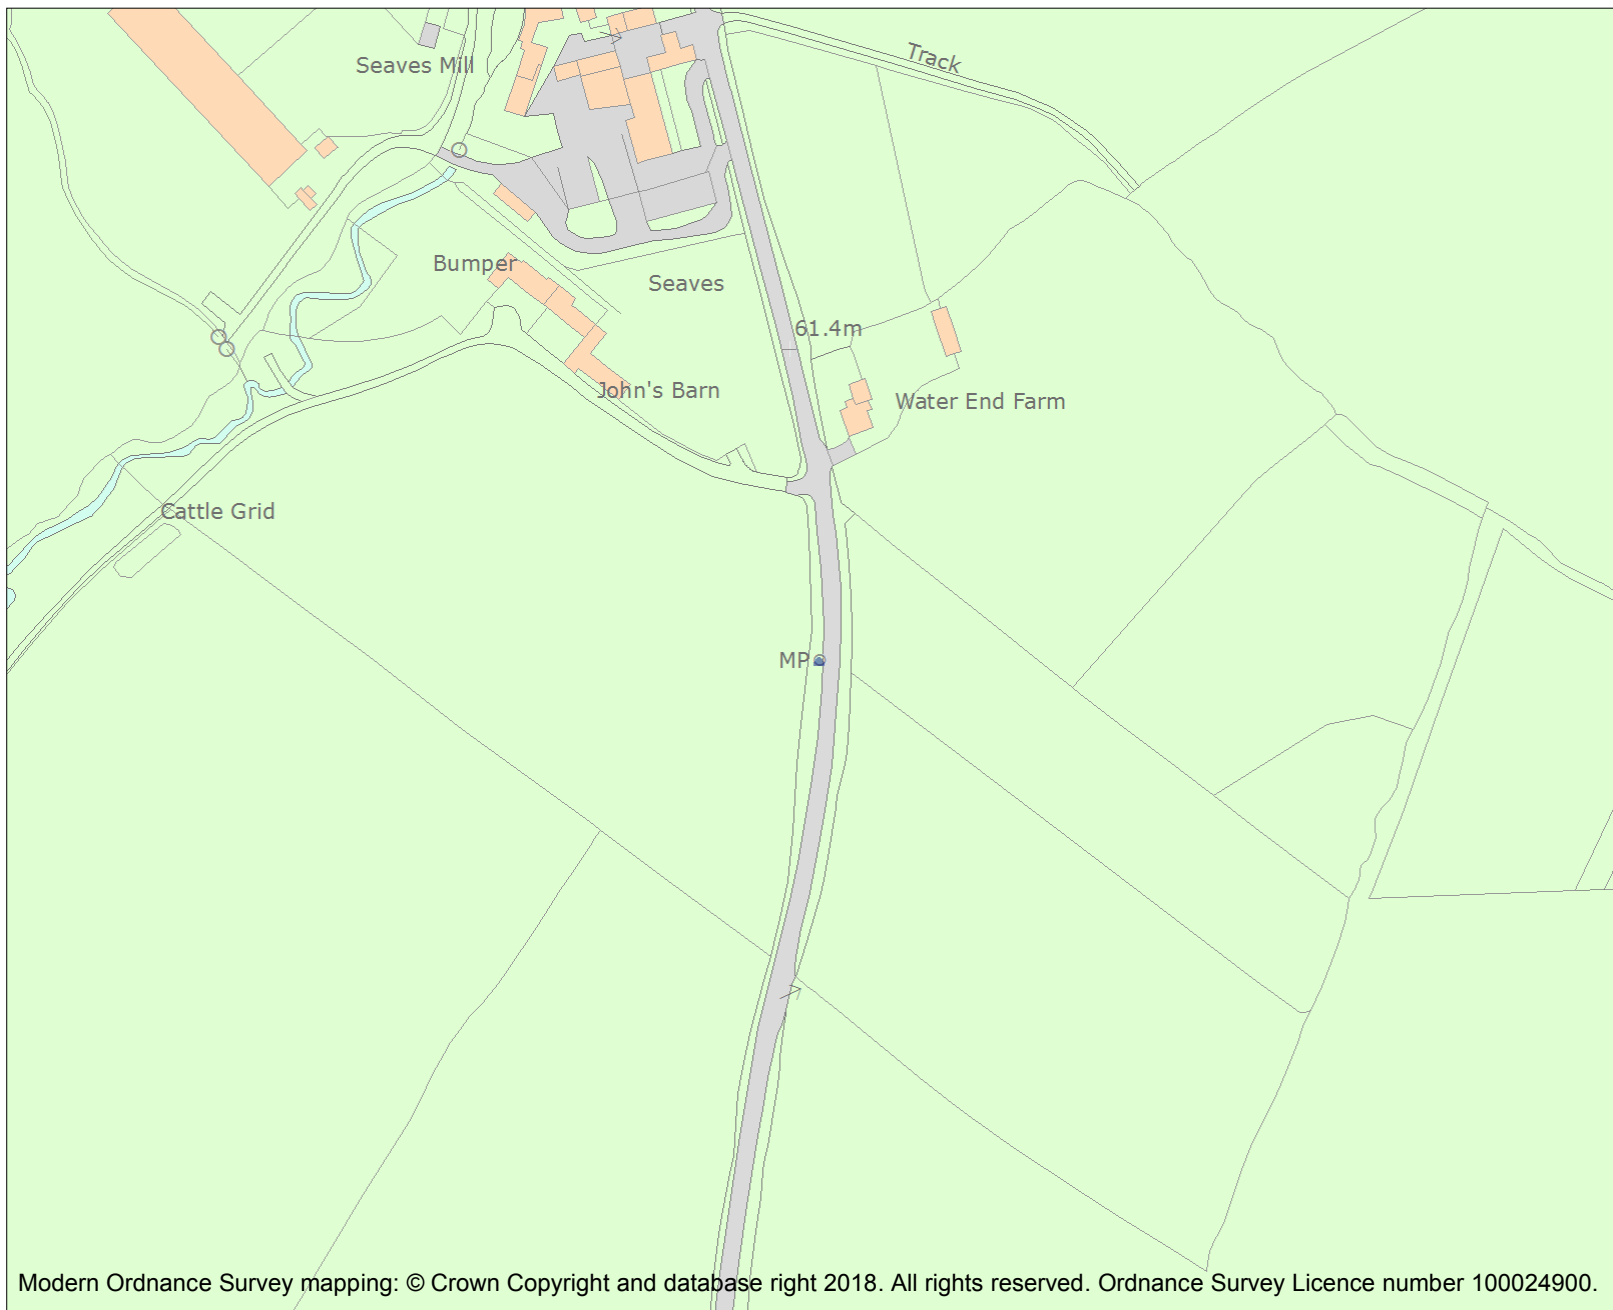 Track
Seaves Mill
Bumper
Seaves
61.4m
John's Barn
Water End Farm
Cattle Grid
MP
Modern Ordnance Survey mapping: © Crown Copyright and database right 2018. All rights reserved. Ordnance Survey Licence number 100024900.